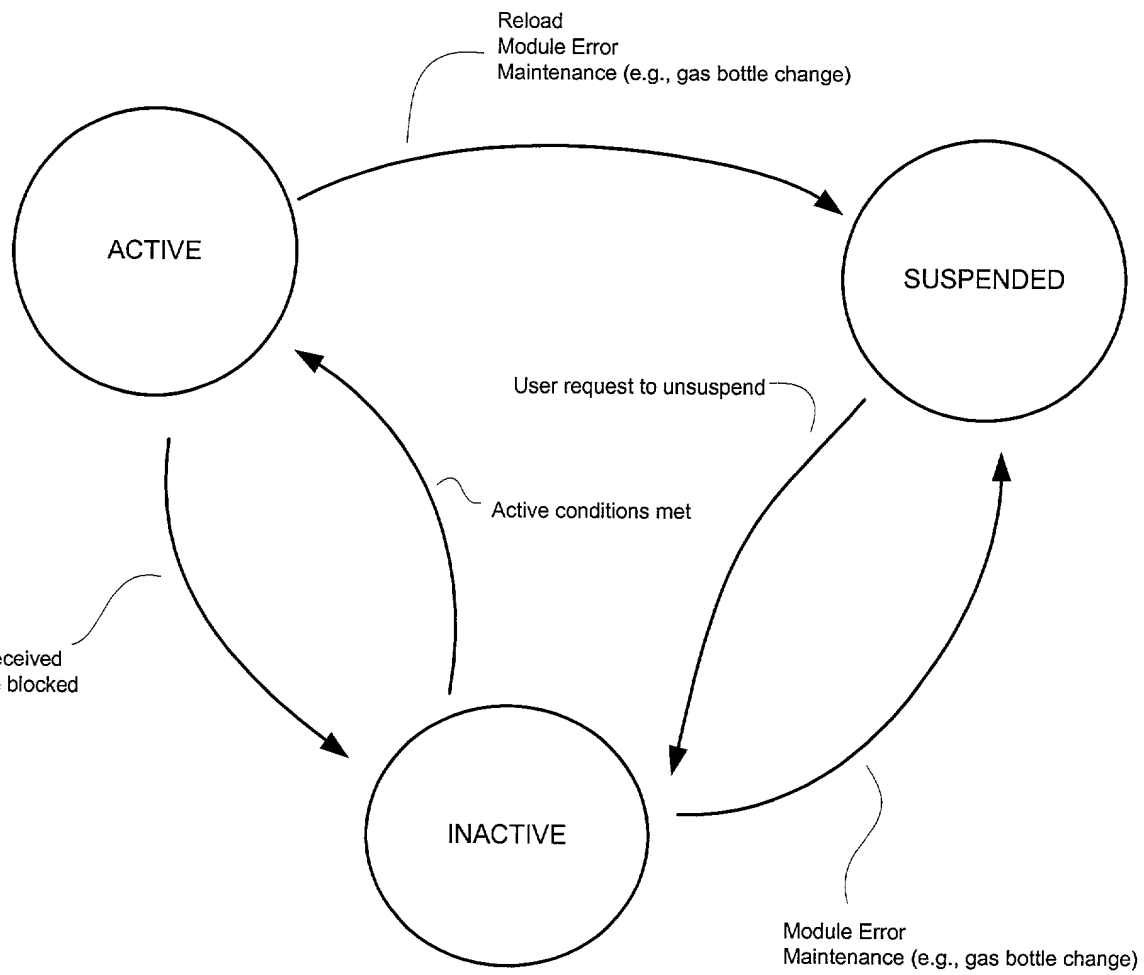 Reload
Module Error
Maintenance (e.g., gas bottle change)
ACTIVE
SUSPENDED
User request to unsuspend
Active conditions met
blocked
INACTIVE
Module Error
Maintenance (e.g., gas bottle change)